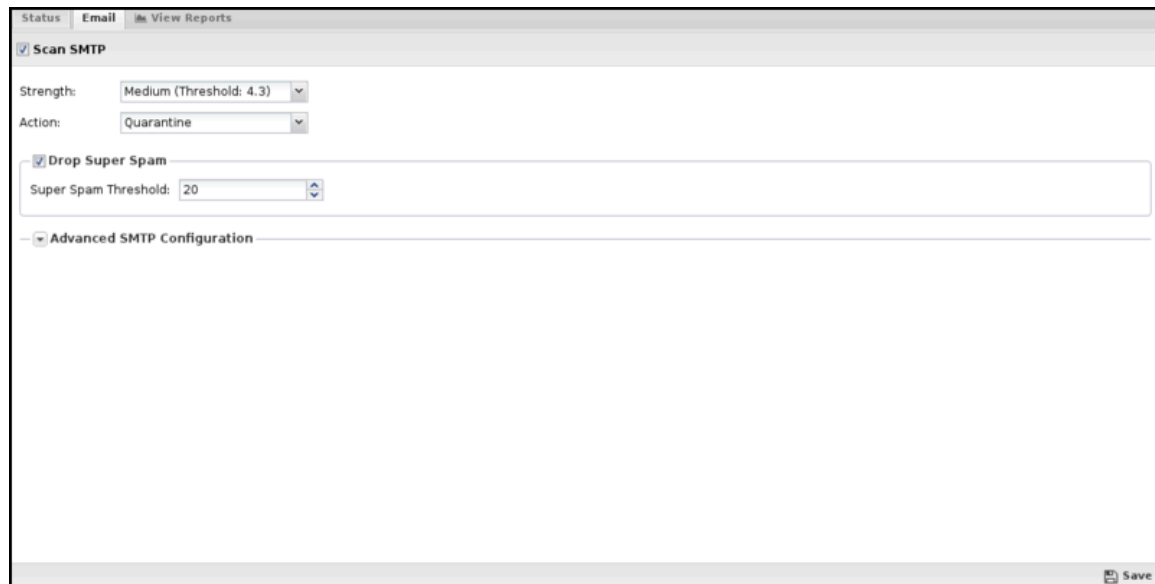 Status Email View Reports
Scan SMTP
Strength: Medium (Threshold: 4.3)
Action: Quarantine
Drop Super Spam
Super Spam Threshold: 20
Advanced SMTP Configuration
Save